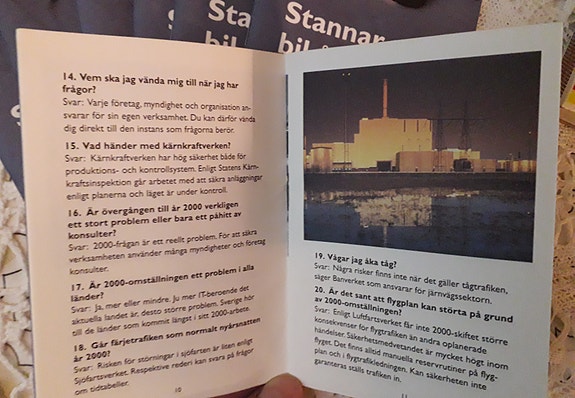 Stannar
bil
Stan
bil
S
14. Vem ska jag vända mig till när jag har
frågor?
Svar: Varje företag, myndighet och organisation an-
svarar för sin egen verksamhet. Du kan därför vända
dig direkt till den instans som frågorna berör.
15. Vad händer med kärnkraftverken?
Svar: Kärnkraftverken har hög säkerhet både för
produktions- och kontrollsystem. Enligt Statens Kärn-
kraftsinspektion går arbetet med att säkra anläggningar
enligt planerna och läget är under kontroll.
16. Är övergången till år 2000 verkligen
ett stort problem eller bara ett påhitt av
konsulter?
Svar: 2000-frågan är ett reellt problem. För att säkra
verksamheten använder många myndigheter och företag
konsulter.
17. Är 2000-omställningen ett problem i alla
länder?
Svar: Ja, mer eller mindre. Ju mer IT-beroende det
aktuella landet är, desto större problem. Sverige hör
till de länder som kommit längst i sitt 2000-arbete.
18. Går färjetrafiken som normalt nyårsnatten
år 2000?
Svar: Risken för störningar i sjöfarten är liten enligt
Sjöfartsverket. Respektive rederi kan svara på frågor
om tidtabeller.
10
19. Vågar jag åka tåg?
Svar: Några risker finns inte när det gäller tågtrafiken,
säger Banverket som ansvarar för järnvägssektorn.
20. Är det sant att flygplan kan störta på grund
av 2000-omställningen?
Svar: Enligt Luftfartsverket får inte 2000-skiftet större
konsekvenser för flygtrafiken än andra oplanerade
händelser. Säkerhetsmedvetandet är mycket högt inom
flyget. Det finns alltid manuella reservrutiner på flyg-
plan och i flygtrafikledningen. Kan säkerheten inte
garanteras ställs trafiken in.